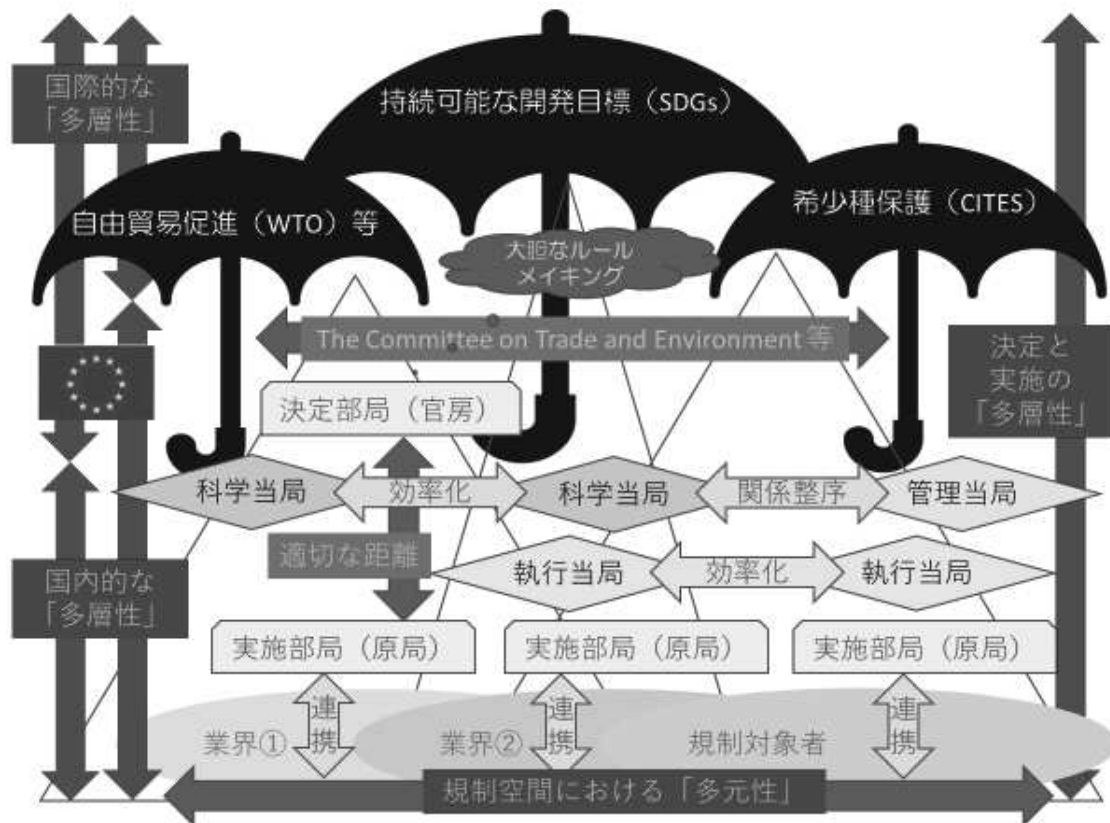 国際的な
「多層性」
持続可能な開発目標（SDGs）
自由貿易促進（WTO）等
希少種保護（CITES）
大胆なルール
メイキング
The Committee on Trade and Environment 等
決定と
実施の
「多層性」
決定部局（官房）
科学当局
効率化
科学当局
関係整序
管理当局
適切な距離
執行当局
効率化
執行当局
国内的な
「多層性」
実施部局（原局）
実施部局（原局）
実施部局（原局）
連携
連携
連携
業界①
業界②
規制対象者
規制空間における「多元性」